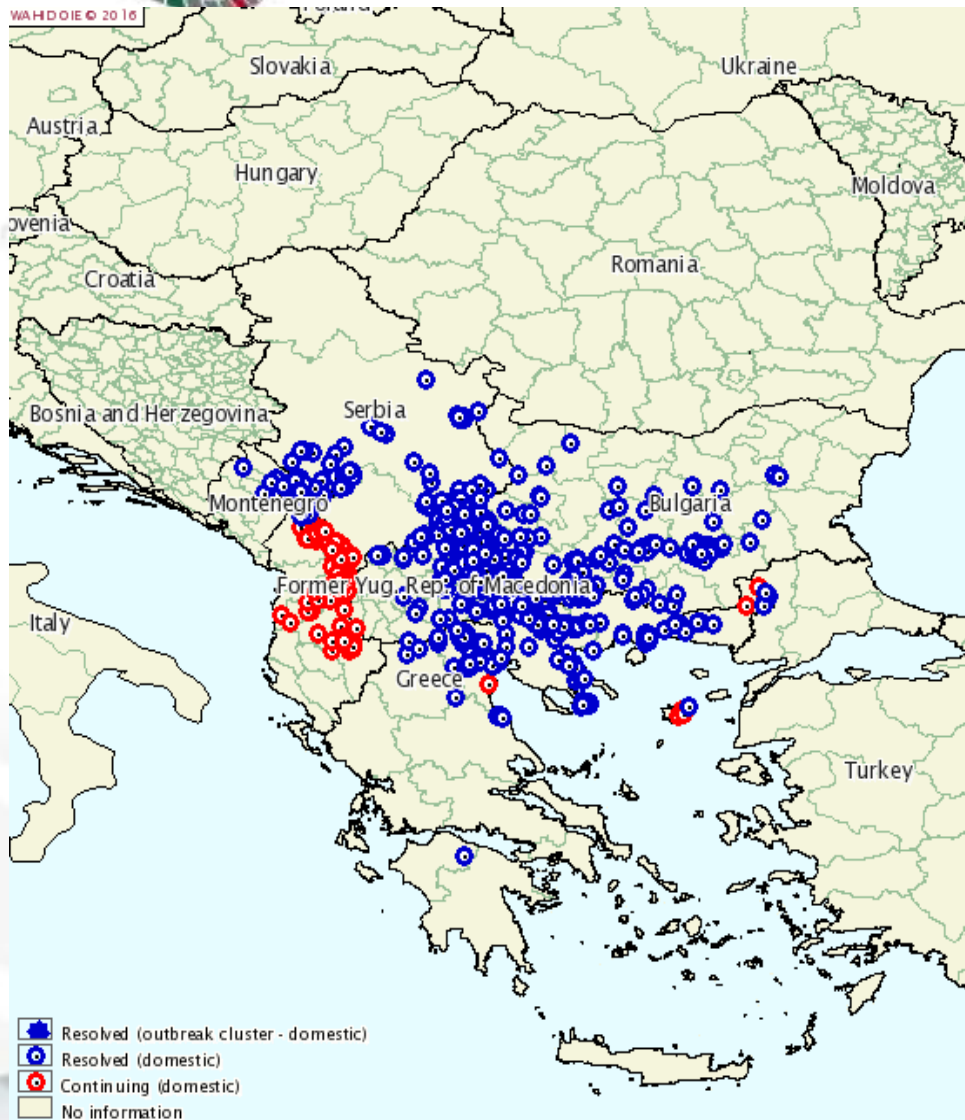 WAHID OIE © 2016
Slovakia
Ukraine
Austria
Hungary
Moldova
ovenia
Croatia
Romania
Bosnia and Herzegovina
Serbia
Montenegro
Bulgaria
Former Yug. Rep. of Macedonia
Italy
Greece
Turkey
Resolved (outbreak cluster - domestic)
Resolved (domestic)
Continuing (domestic)
No information